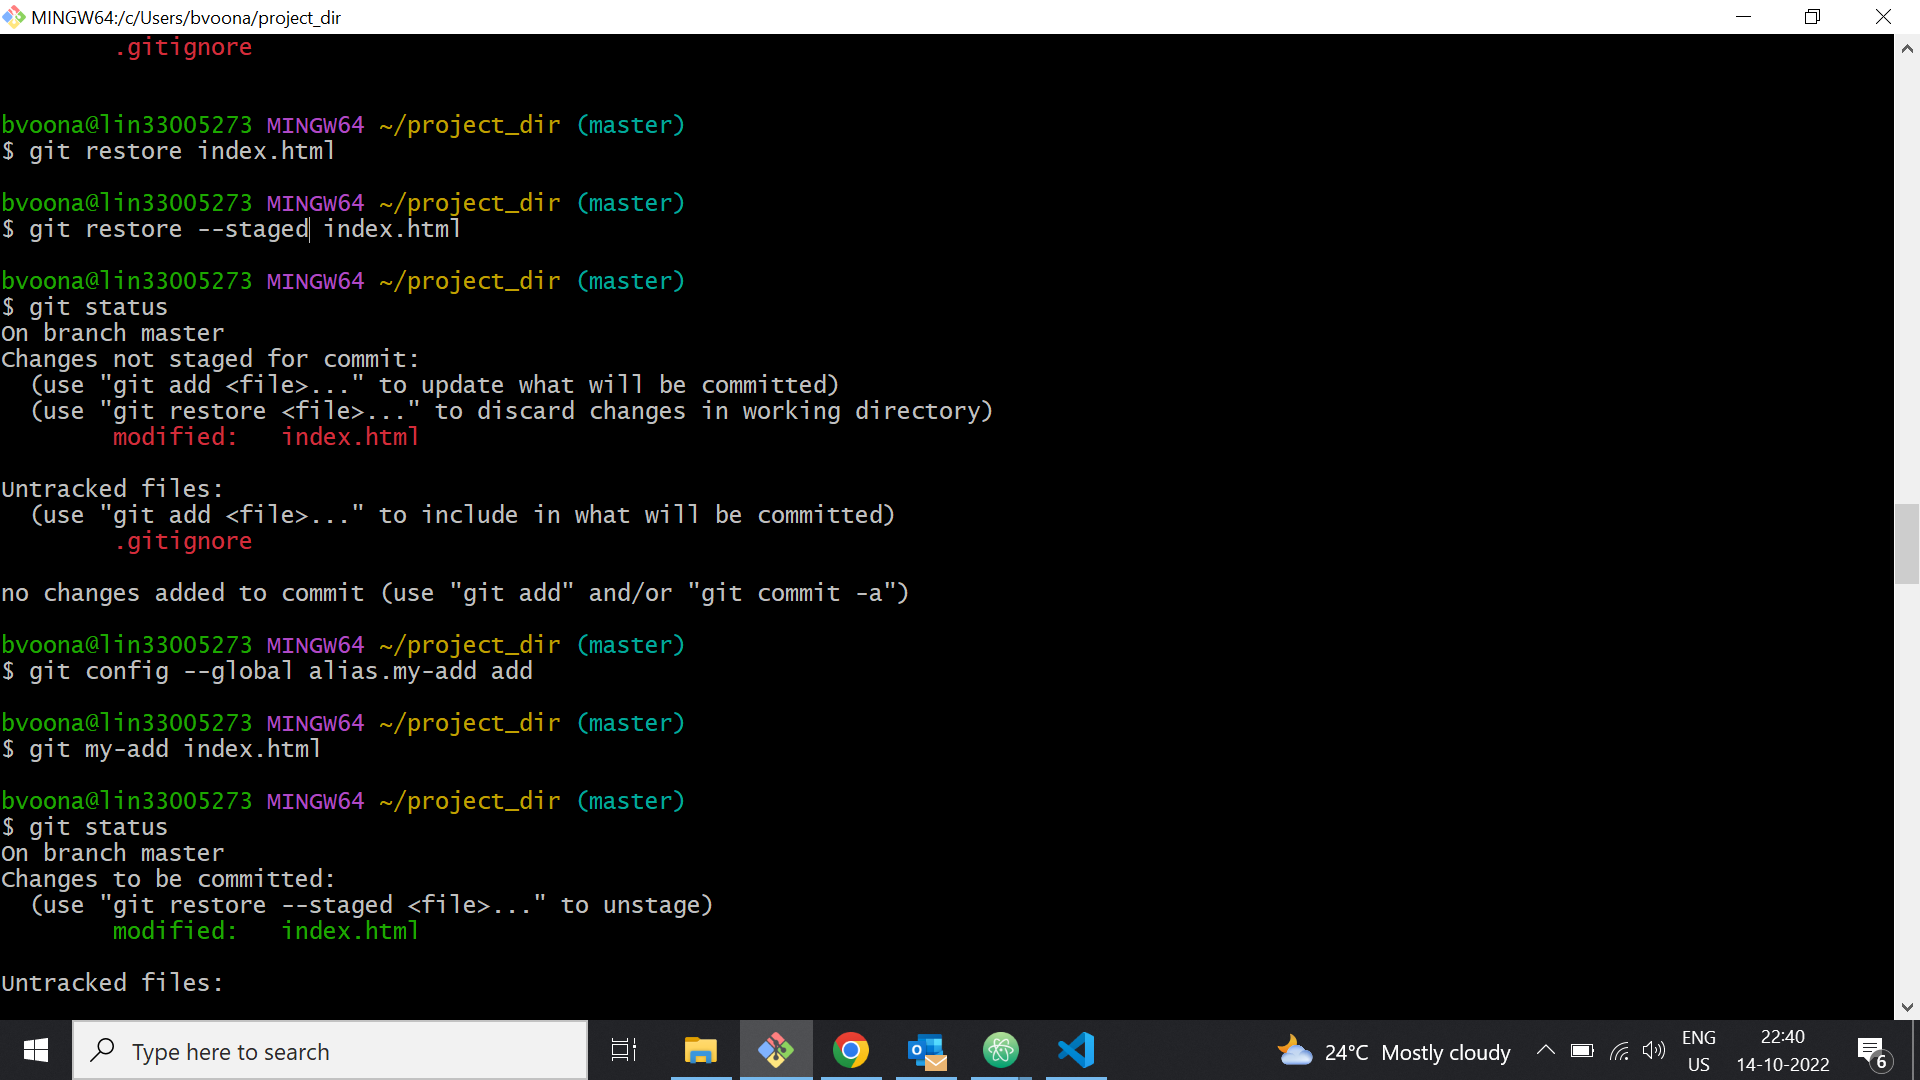 MINGW64:/c/Users/bvoona/project_dir
        .gitignore
bvoona@lin33005273 MINGW64 ~/project_dir (master)
$ git restore index.html
bvoona@lin33005273 MINGW64 ~/project_dir (master)
$ git restore --staged index.html
bvoona@lin33005273 MINGW64 ~/project_dir (master)
$ git status
On branch master
Changes not staged for commit:
  (use "git add <file>..." to update what will be committed)
  (use "git restore <file>..." to discard changes in working directory)
        modified:   index.html
Untracked files:
  (use "git add <file>..." to include in what will be committed)
        .gitignore
no changes added to commit (use "git add" and/or "git commit -a")
bvoona@lin33005273 MINGW64 ~/project_dir (master)
$ git config --global alias.my-add add
bvoona@lin33005273 MINGW64 ~/project_dir (master)
$ git my-add index.html
bvoona@lin33005273 MINGW64 ~/project_dir (master)
$ git status
On branch master
Changes to be committed:
  (use "git restore --staged <file>..." to unstage)
        modified:   index.html
Untracked files:
Type here to search
24°C Mostly cloudy
ENG
US
22:40
14-10-2022
6